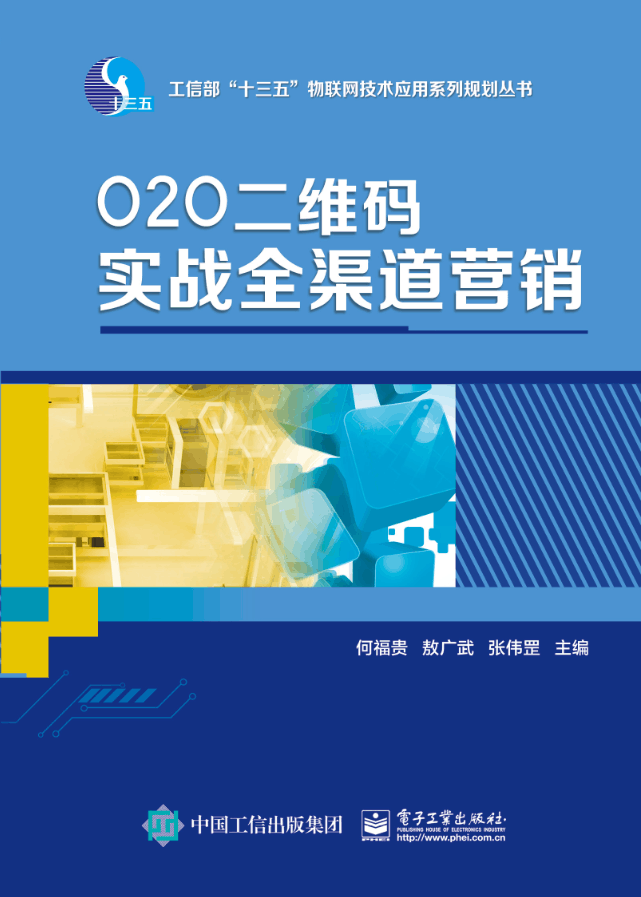 十三五
工信部“十三五”物联网技术应用系列规划丛书
O2O二维码
实战全渠道营销
何福贵 敖广武 张伟罡 主编
中国工信出版集团
電子工業出版社·
PUBLISHING HOUSE OF ELECTRONICS INDUSTRY
http://www.phei.com.cn